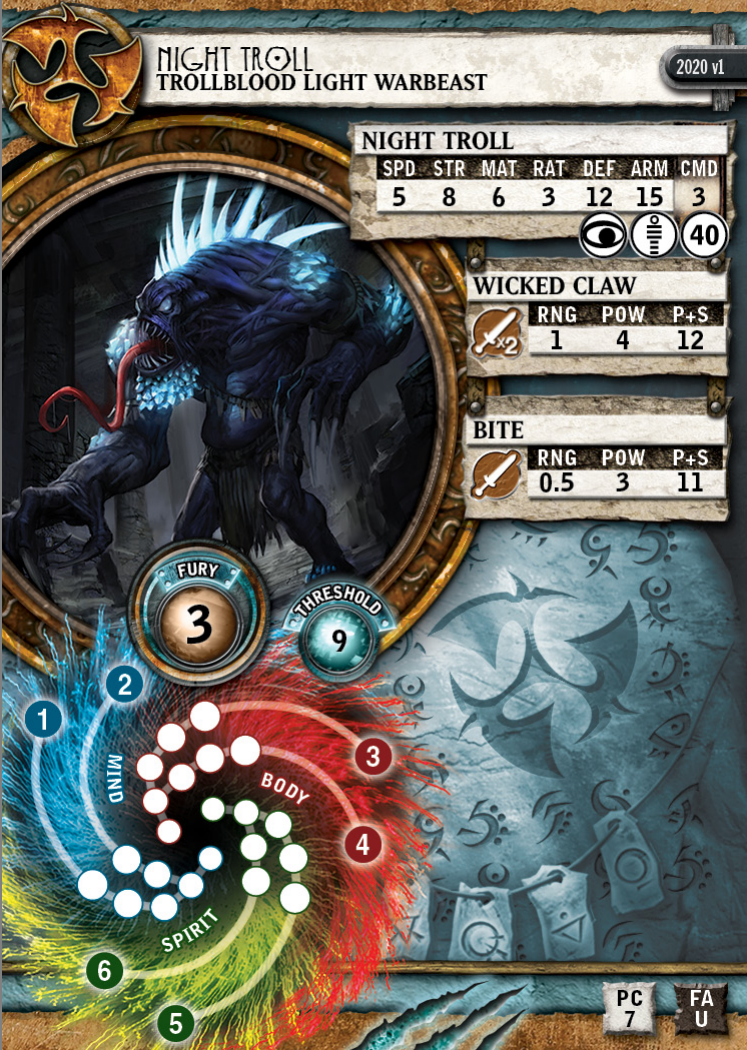 NIGHT TROLL
TROLLBLOOD LIGHT WARBEAST
2020 v1
NIGHT TROLL
SPD STR MAT RAT DEF ARM CMD
5 8 6 3 12 15 3
40
WICKED CLAW
RNG POW P+S
x2 1 4 12
BITE
RNG POW P+S
0.5 3 11
FURY
3
THRESHOLD
9
1
2
MIND
3
BODY
4
SPIRIT
6
5
PC
7
FA
U